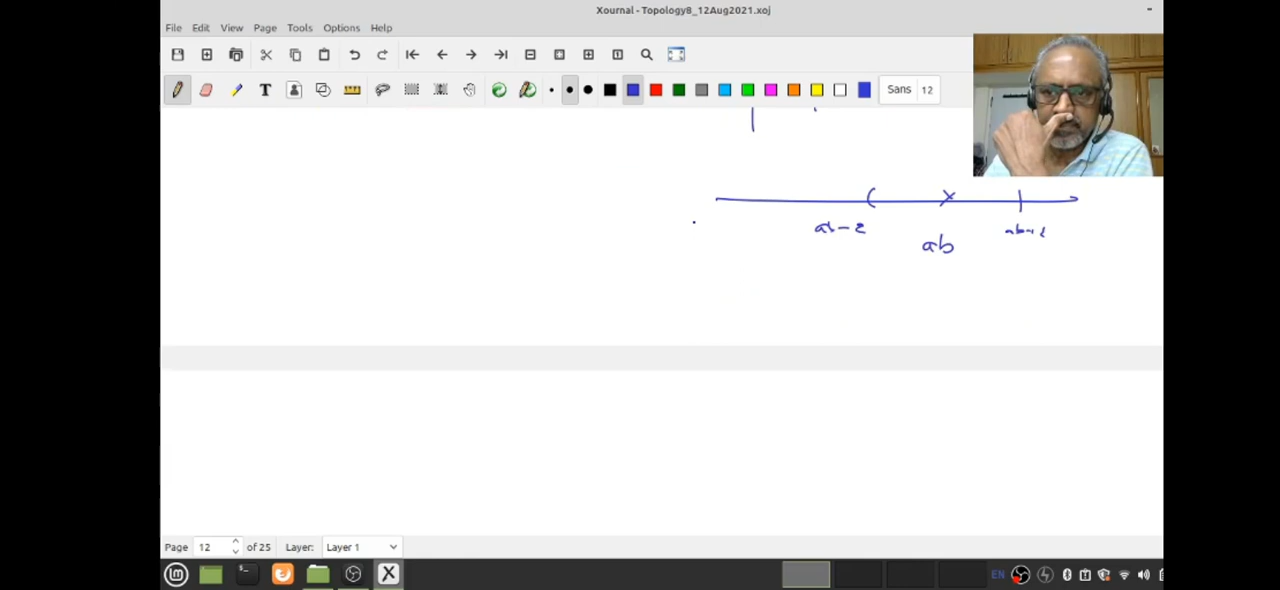 Xournal - Topology8_12Aug2021.xoj
File Edit View Page Tools Options Help
Sans 12
ab
Page 12 of 25 Layer: Layer 1
EN